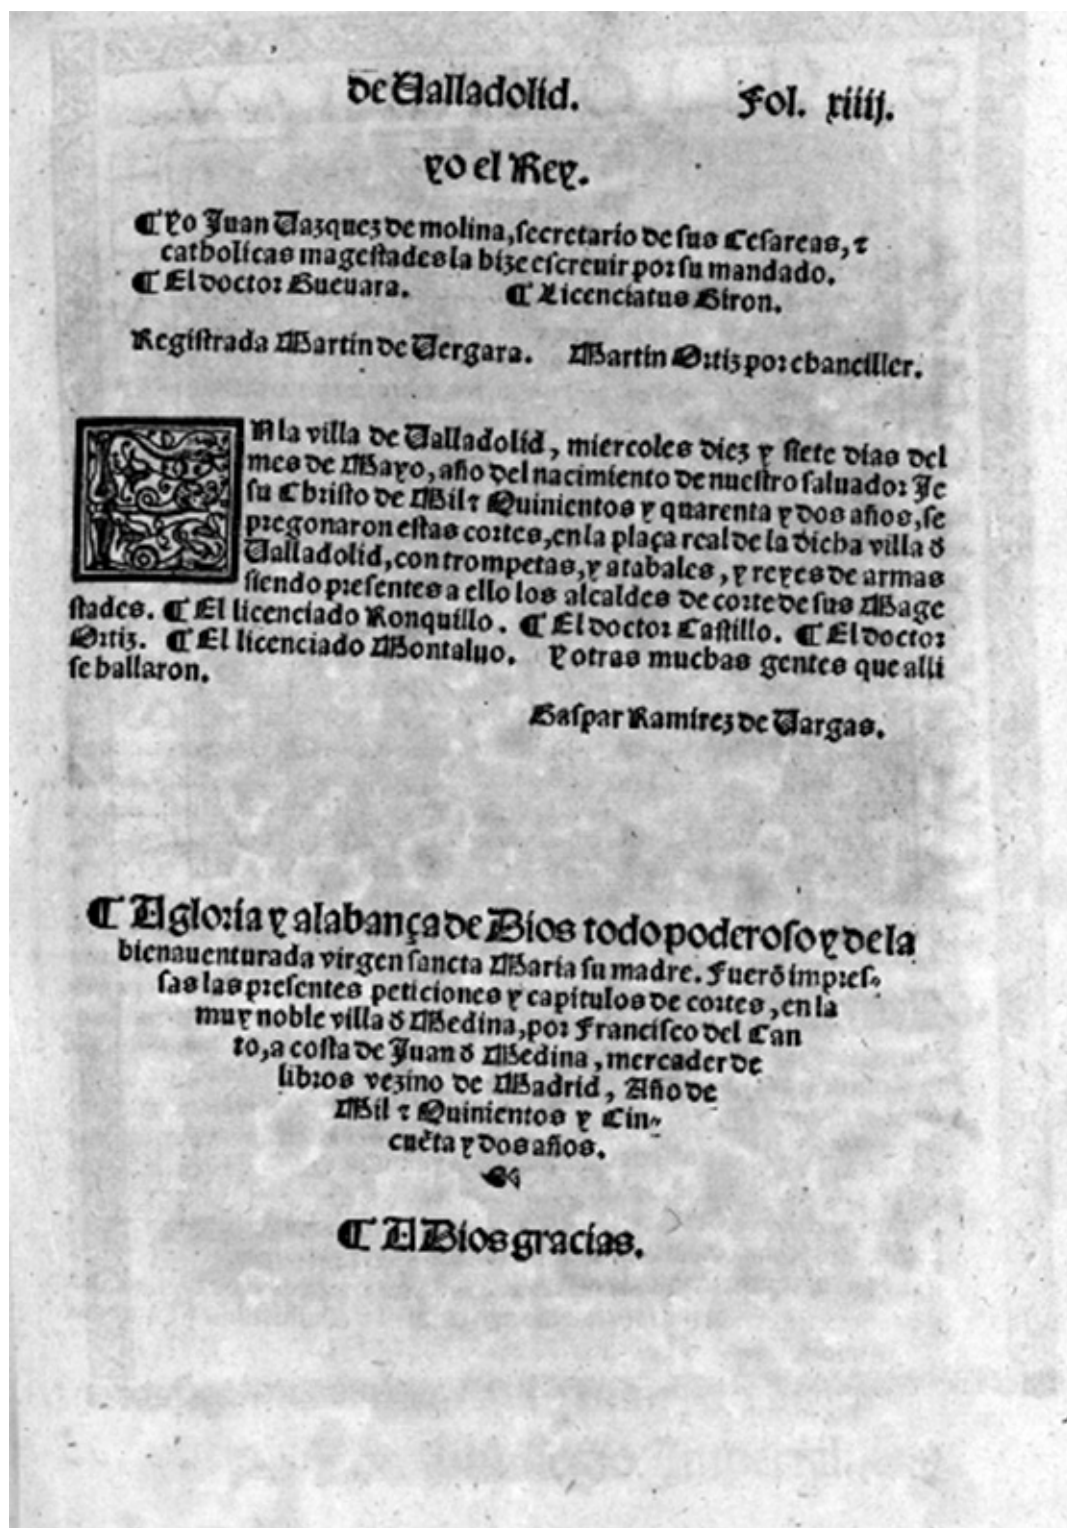 de Ualladolid. Fol. xiiij.
yo el Rey.
¶ Yo Juan Uazquez de molina, secretario de sus Cesareas, ⁊
catholicas magestades la hize escreuir por su mandado.
¶ El doctor Gueuara. ¶ Licenciatus Giron.
Registrada Martin de Uergara. Martin Ortiz por chanciller.
EN la villa de Ualladolid, miercoles diez y siete dias del
mes de Mayo, año del nacimiento de nuestro saluador Je
su Christo de Mil ⁊ Quinientos y quarenta y dos años, se
pregonaron estas cortes, en la plaça real de la dicha villa đ
Ualladolid, con trompetas, y atabales, y reyes de armas
siendo presentes a ello los alcaldes de corte de sus Mage
stades. ¶ El licenciado Ronquillo. ¶ El doctor Castillo. ¶ El doctor
Ortiz. ¶ El licenciado Montaluo. y otras muchas gentes que alli
se hallaron.
Gaspar Ramirez de Uargas.
¶ A gloria y alabança de Dios todo poderoso y de la
bienauenturada virgen sancta Maria su madre. Fuerõ impres-
sas las presentes peticiones y capitulos de cortes, en la
muy noble villa đ Medina, por Francisco del Can
to, a costa de Juan đ Medina, mercader de
libros vezino de Madrid, Año de
Mil ⁊ Quinientos y Cin-
cuẽta y dos años.
¶ A Dios gracias.